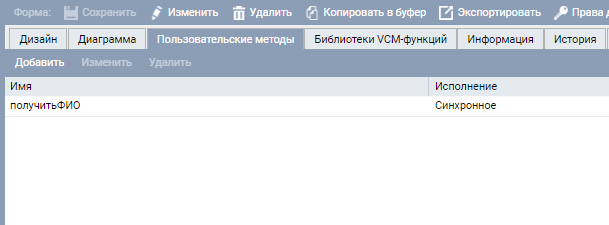 Форма: Сохранить Изменить Удалить Копировать в буфер Экспортировать Права д
Дизайн Диаграмма Пользовательские методы Библиотеки VCM-функций Информация История
Добавить Изменить Удалить
Имя Исполнение
получитьФИО Синхронное